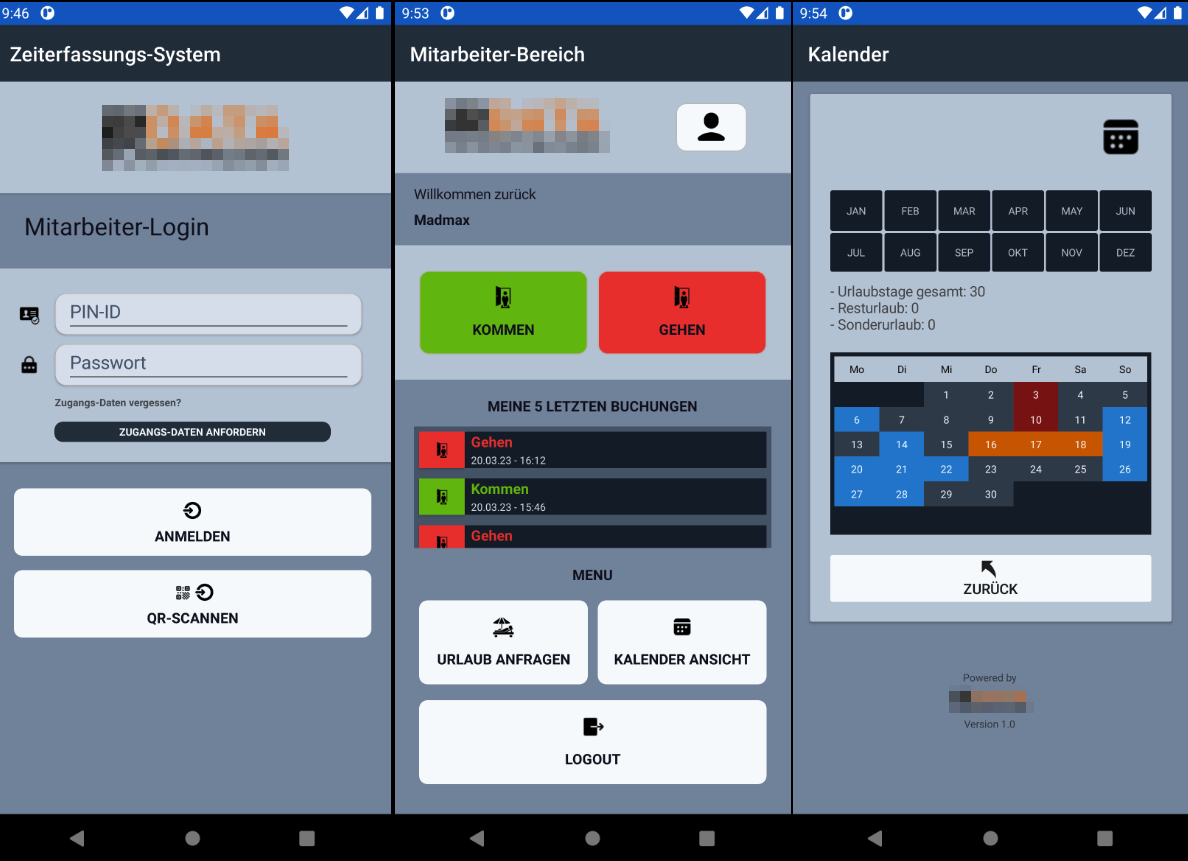 9:46
Zeiterfassungs-System
Mitarbeiter-Login
PIN-ID
Passwort
Zugangs-Daten vergessen?
ZUGANGS-DATEN ANFORDERN
ANMELDEN
QR-SCANNEN
9:53
Mitarbeiter-Bereich
Willkommen zurück
Madmax
KOMMEN GEHEN
MEINE 5 LETZTEN BUCHUNGEN
Gehen
20.03.23 - 16:12
Kommen
20.03.23 - 15:46
Gehen
MENU
URLAUB ANFRAGEN KALENDER ANSICHT
LOGOUT
9:54
Kalender
JAN FEB MAR APR MAY JUN
JUL AUG SEP OKT NOV DEZ
- Urlaubstage gesamt: 30
- Resturlaub: 0
- Sonderurlaub: 0
Mo Di Mi Do Fr Sa So
1 2 3 4 5
6 7 8 9 10 11 12
13 14 15 16 17 18 19
20 21 22 23 24 25 26
27 28 29 30
ZURÜCK
Powered by
Version 1.0